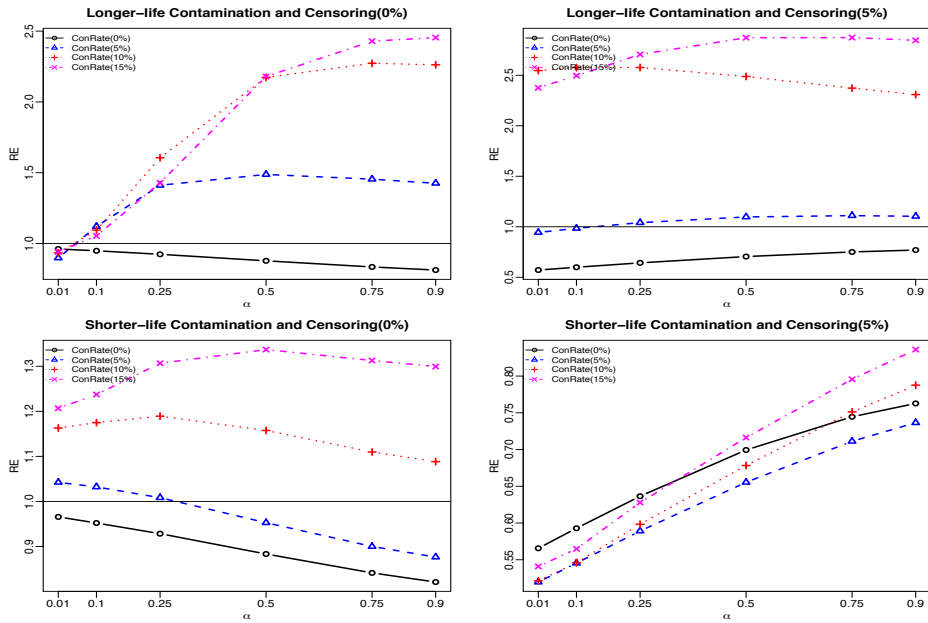 Longer-life Contamination and Censoring(0%)
ConRate(0%)
ConRate(5%)
ConRate(10%)
ConRate(15%)
RE
2.5
2.0
1.5
1.0
0.01
0.1
0.25
0.5
0.75
0.9
α
Longer-life Contamination and Censoring(5%)
ConRate(0%)
ConRate(5%)
ConRate(10%)
ConRate(15%)
RE
2.5
2.0
1.5
1.0
0.5
0.01
0.1
0.25
0.5
0.75
0.9
α
Shorter-life Contamination and Censoring(0%)
ConRate(0%)
ConRate(5%)
ConRate(10%)
ConRate(15%)
RE
1.3
1.2
1.1
1.0
0.9
0.01
0.1
0.25
0.5
0.75
0.9
α
Shorter-life Contamination and Censoring(5%)
ConRate(0%)
ConRate(5%)
ConRate(10%)
ConRate(15%)
RE
0.80
0.75
0.70
0.65
0.60
0.55
0.01
0.1
0.25
0.5
0.75
0.9
α